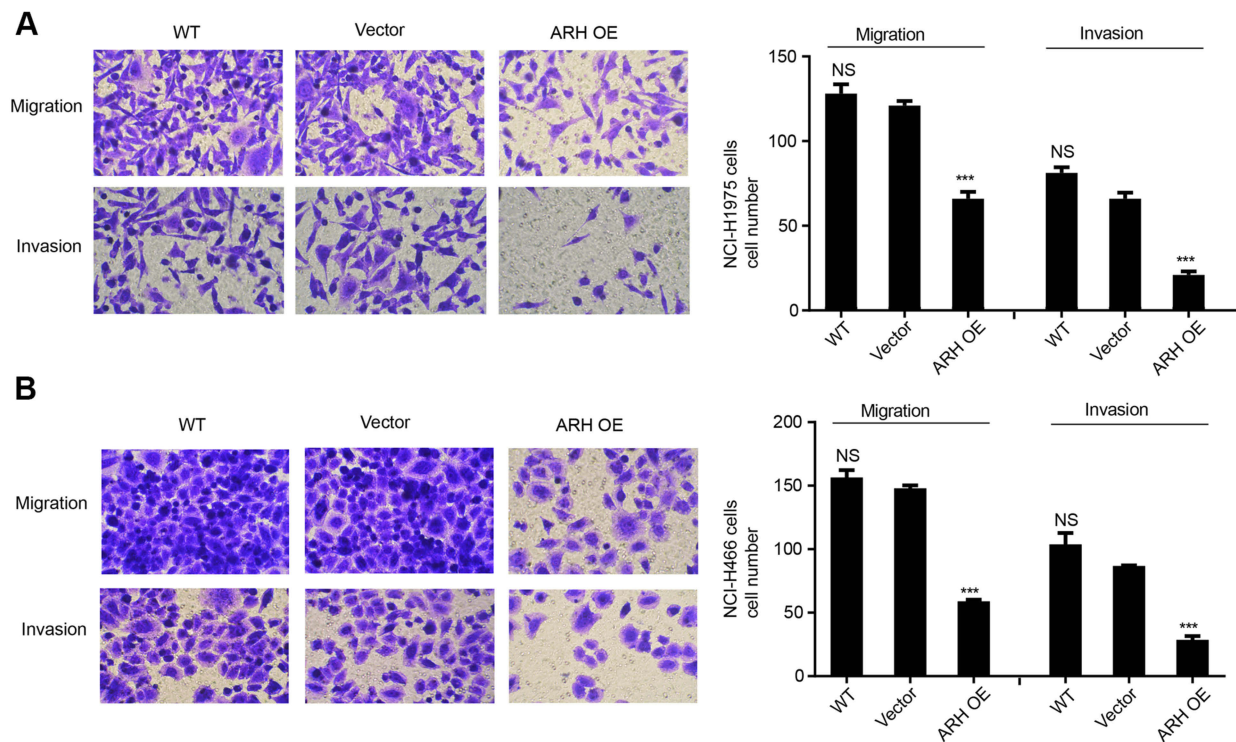 A
WT Vector ARH OE
Migration
Invasion
Migration Invasion
NCI-H1975 cells
cell number
150
100
50
0
NS
***
NS
***
WT Vector ARH OE WT Vector ARH OE
B
WT Vector ARH OE
Migration
Invasion
Migration Invasion
NCI-H466 cells
cell number
200
150
100
50
0
NS
***
NS
***
WT Vector ARH OE WT Vector ARH OE